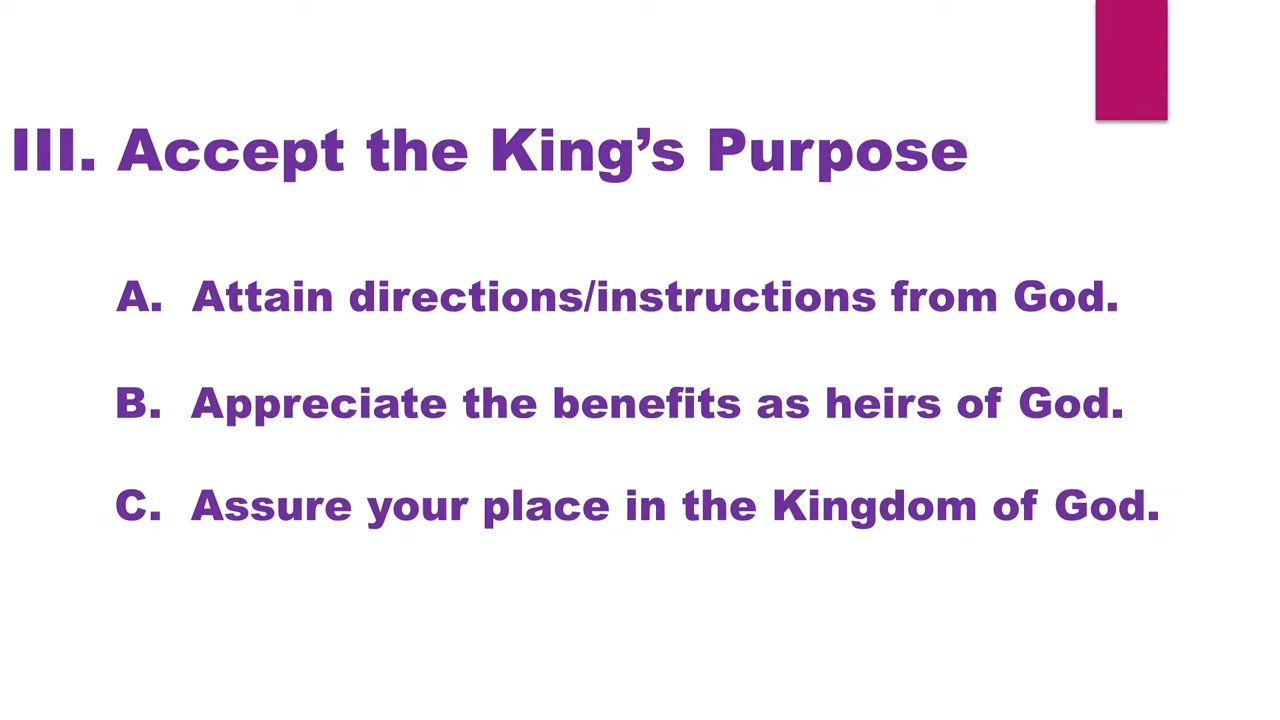 III. Accept the King’s Purpose
A. Attain directions/instructions from God.
B. Appreciate the benefits as heirs of God.
C. Assure your place in the Kingdom of God.